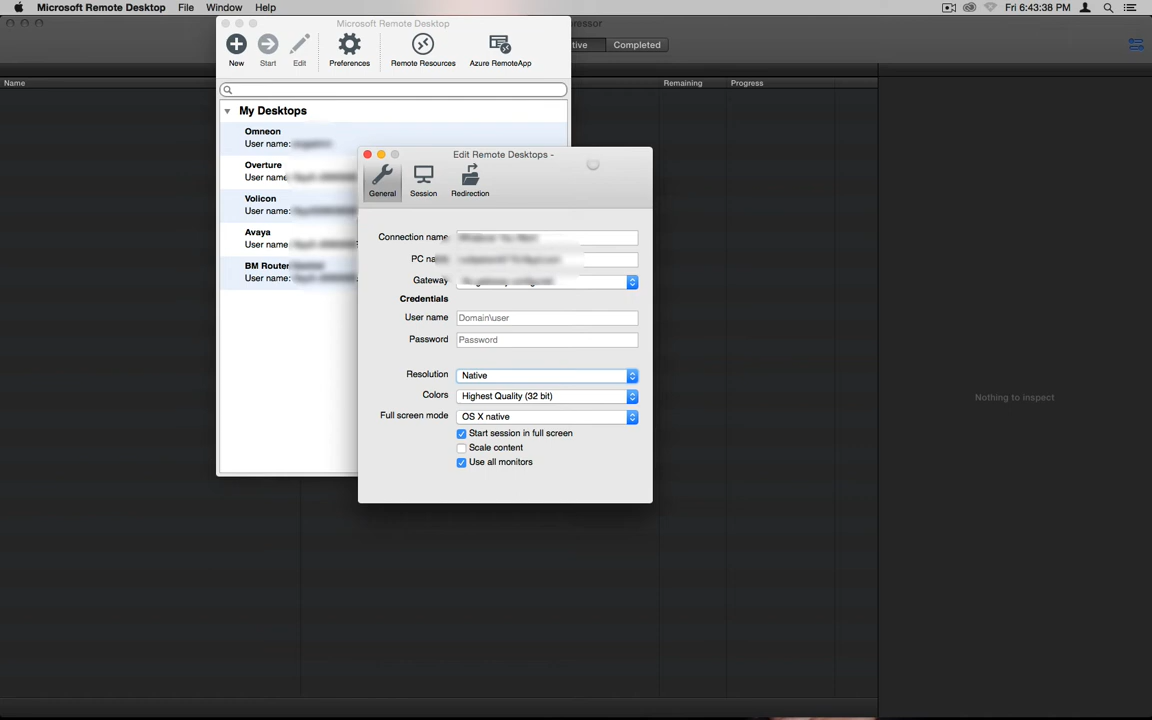 Microsoft Remote Desktop File Window Help Fri 6:43:38 PM
Microsoft Remote Desktop
New Start Edit Preferences Remote Resources Azure RemoteApp
Completed
Name Remaining Progress
My Desktops
Omneon
User name:
Overture
User name
Volicon
User name:
Avaya
User name
BM Router
User name:
Edit Remote Desktops -
General Session Redirection
Connection name
PC
Gateway
Credentials
User name Domain\user
Password Password
Resolution Native
Colors Highest Quality (32 bit)
Full screen mode OS X native
Start session in full screen
Scale content
Use all monitors
Nothing to inspect